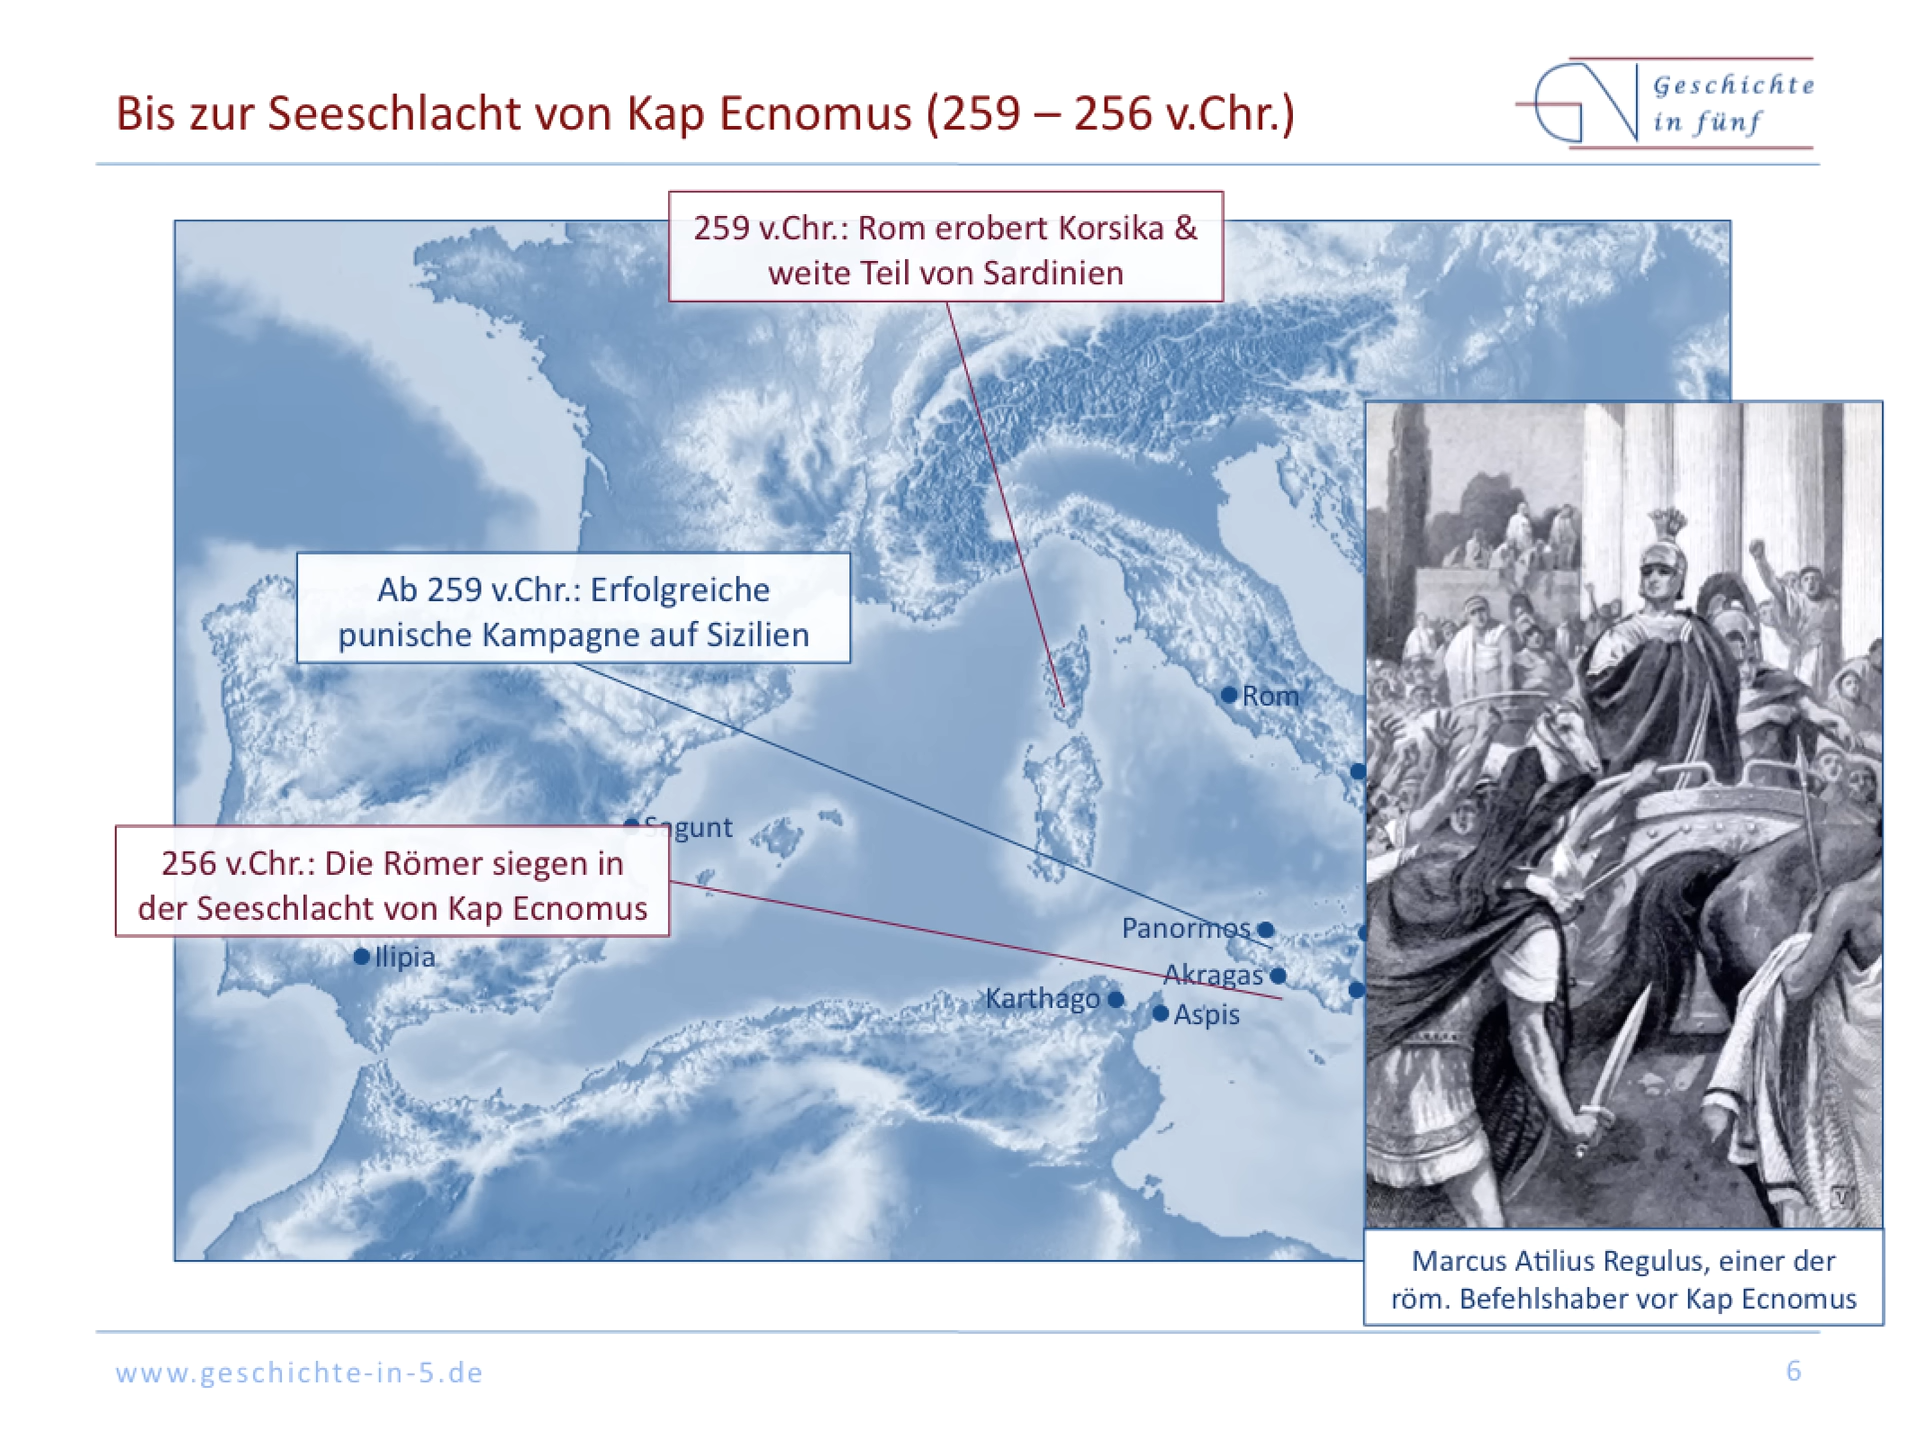 Bis zur Seeschlacht von Kap Ecnomus (259 – 256 v.Chr.)
Geschichte
in fünf
259 v.Chr.: Rom erobert Korsika &
weite Teil von Sardinien
Ab 259 v.Chr.: Erfolgreiche
punische Kampagne auf Sizilien
Rom
Sagunt
256 v.Chr.: Die Römer siegen in
der Seeschlacht von Kap Ecnomus
Panormos
Ilipia
Akragas
Karthago
Aspis
Marcus Atilius Regulus, einer der
röm. Befehlshaber vor Kap Ecnomus
www.geschichte-in-5.de
6